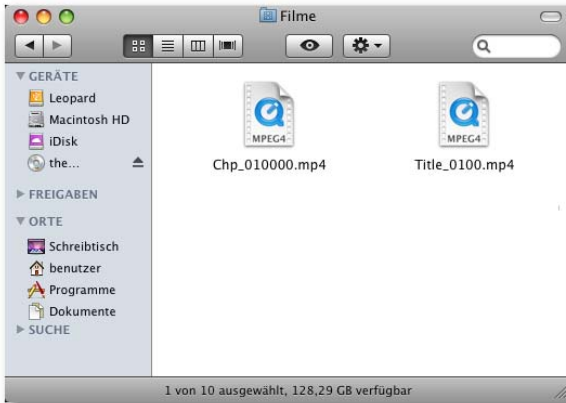 Filme
GERÄTE
Leopard
Macintosh HD
iDisk
the...
FREIGABEN
ORTE
Schreibtisch
benutzer
Programme
Dokumente
SUCHE
MPEG4
MPEG4
Chp_010000.mp4
Title_0100.mp4
1 von 10 ausgewählt, 128,29 GB verfügbar